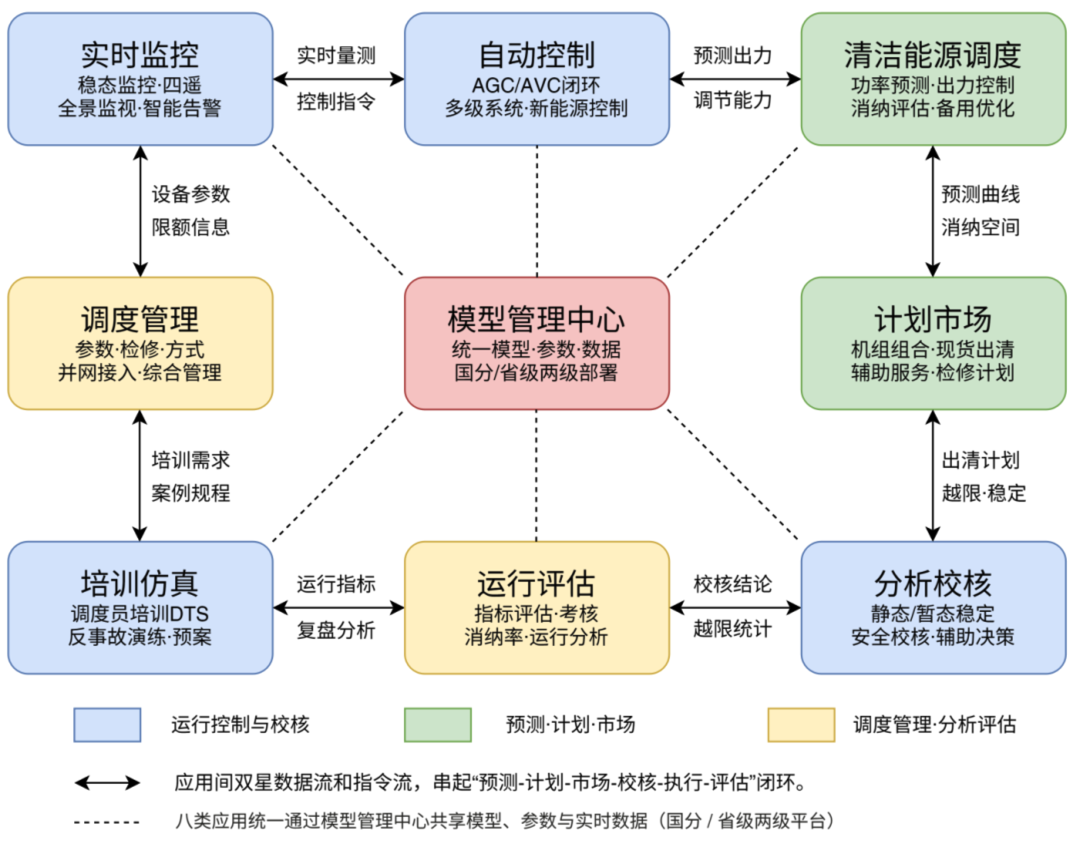 实时监控
稳态监控·四遥
全景监视·智能告警
实时量测
控制指令
自动控制
AGC/AVC闭环
多级系统·新能源控制
预测出力
调节能力
清洁能源调度
功率预测·出力控制
消纳评估·备用优化
设备参数
限额信息
预测曲线
消纳空间
调度管理
参数·检修·方式
并网接入·综合管理
模型管理中心
统一模型·参数·数据
国分/省级两级部署
计划市场
机组组合·现货出清
辅助服务·检修计划
培训需求
案例规程
出清计划
越限·稳定
培训仿真
调度员培训DTS
反事故演练·预案
运行指标
复盘分析
运行评估
指标评估·考核
消纳率·运行分析
校核结论
越限统计
分析校核
静态/暂态稳定
安全校核·辅助决策
运行控制与校核
预测·计划·市场
调度管理·分析评估
应用间双星数据流和指令流，串起“预测-计划-市场-校核-执行-评估”闭环。
八类应用统一通过模型管理中心共享模型、参数与实时数据（国分 / 省级两级平台）